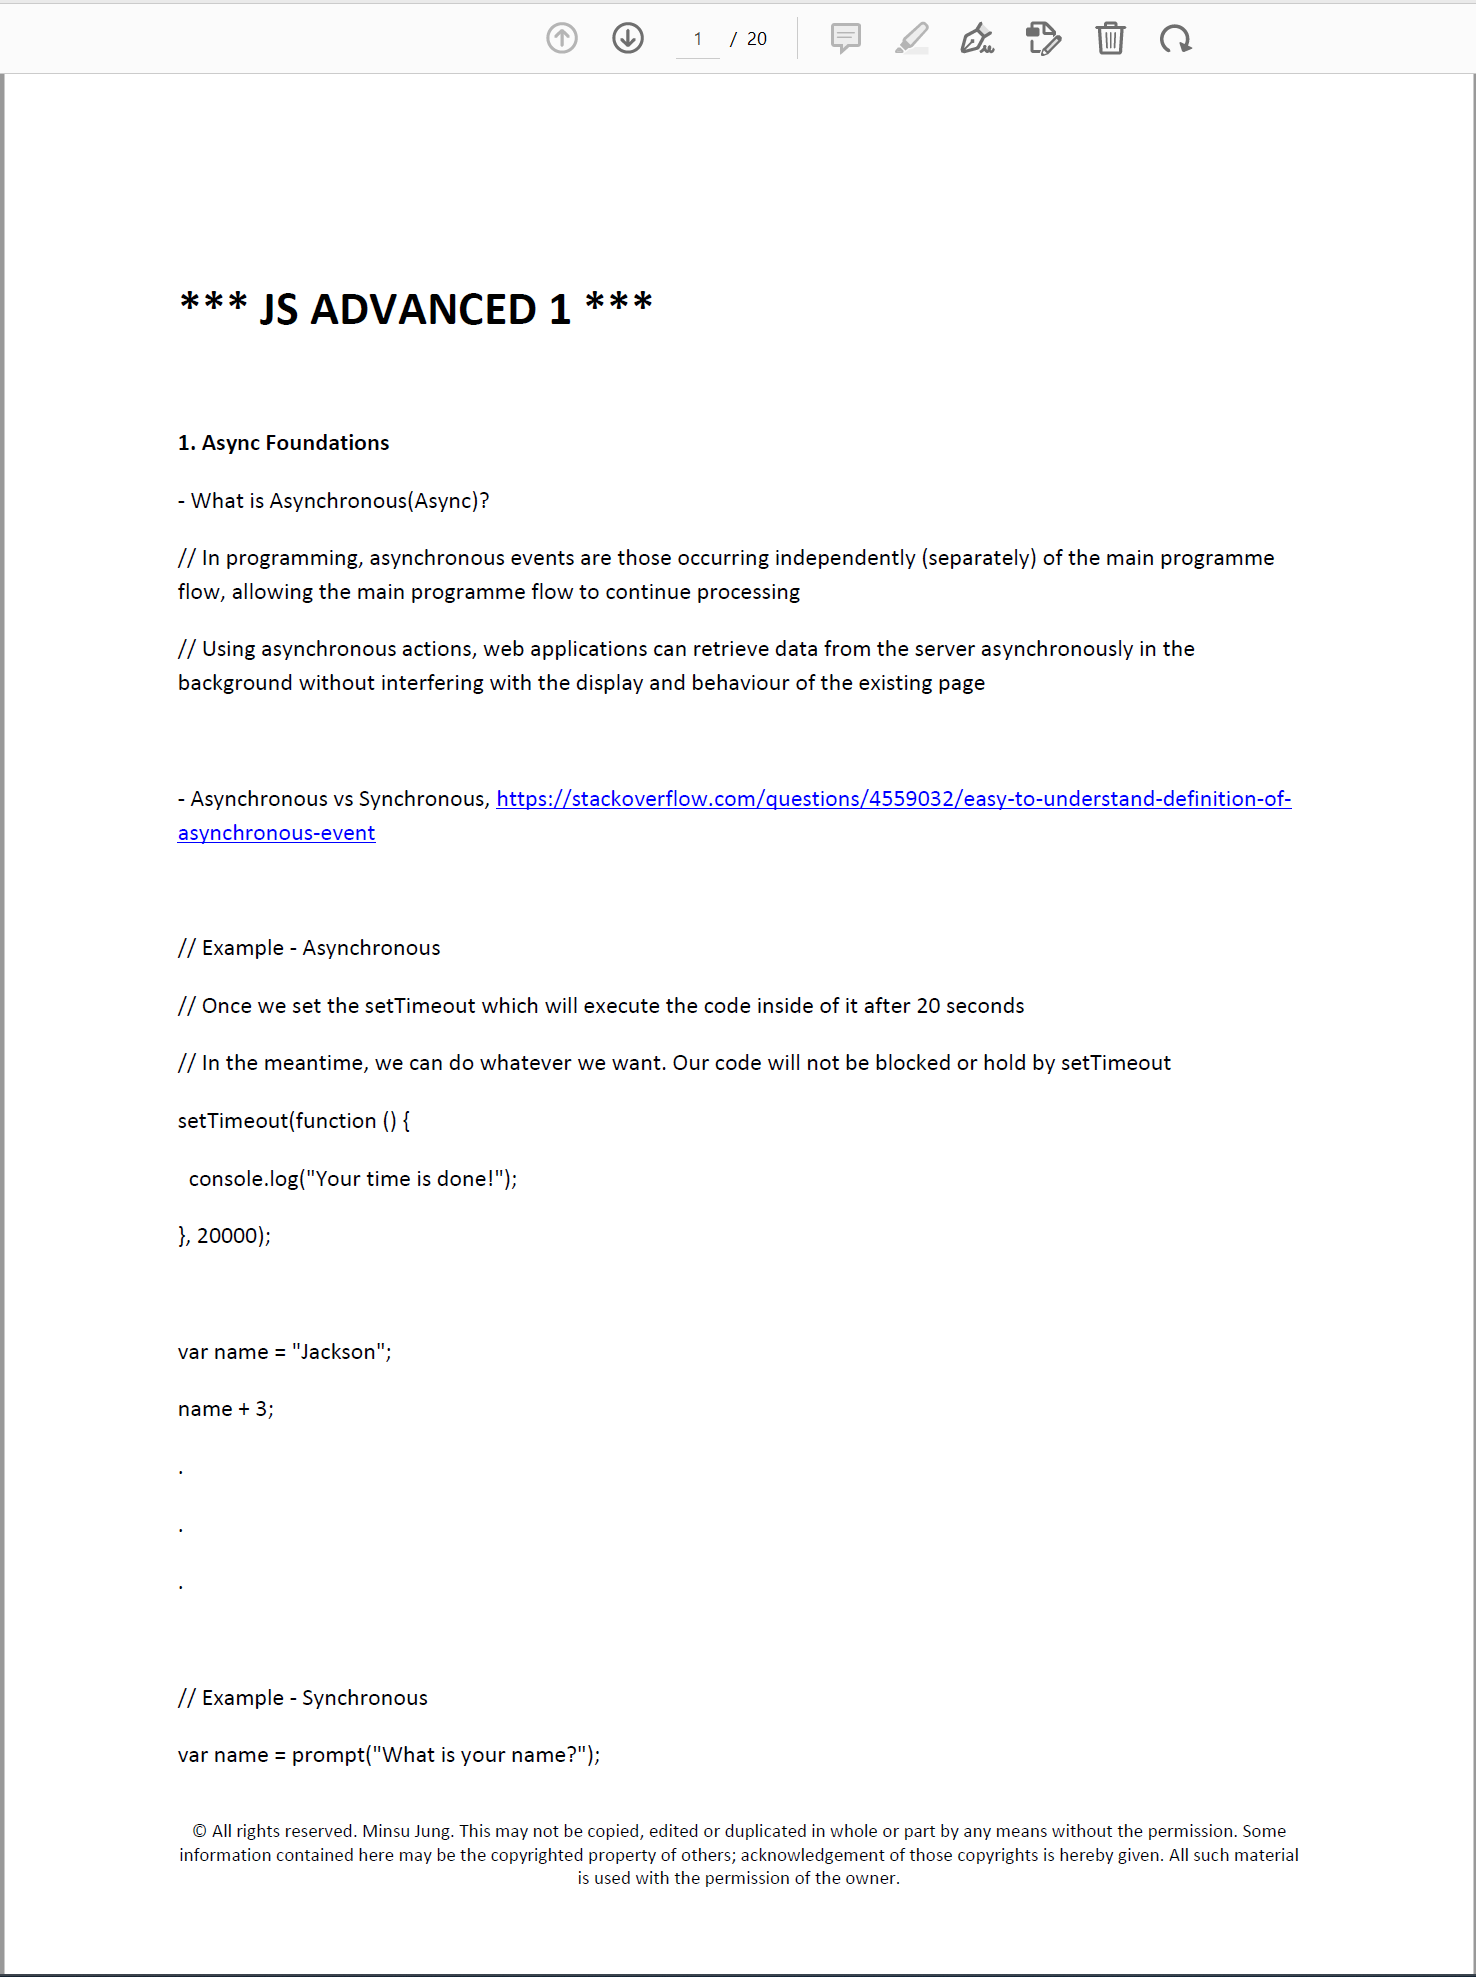 1 / 20
*** JS ADVANCED 1 ***
1. Async Foundations
- What is Asynchronous(Async)?
// In programming, asynchronous events are those occurring independently (separately) of the main programme
flow, allowing the main programme flow to continue processing
// Using asynchronous actions, web applications can retrieve data from the server asynchronously in the
background without interfering with the display and behaviour of the existing page
- Asynchronous vs Synchronous, https://stackoverflow.com/questions/4559032/easy-to-understand-definition-of-
asynchronous-event
// Example - Asynchronous
// Once we set the setTimeout which will execute the code inside of it after 20 seconds
// In the meantime, we can do whatever we want. Our code will not be blocked or hold by setTimeout
setTimeout(function () {
  console.log("Your time is done!");
}, 20000);
var name = "Jackson";
name + 3;
.
.
.
// Example - Synchronous
var name = prompt("What is your name?");
© All rights reserved. Minsu Jung. This may not be copied, edited or duplicated in whole or part by any means without the permission. Some
information contained here may be the copyrighted property of others; acknowledgement of those copyrights is hereby given. All such material
is used with the permission of the owner.